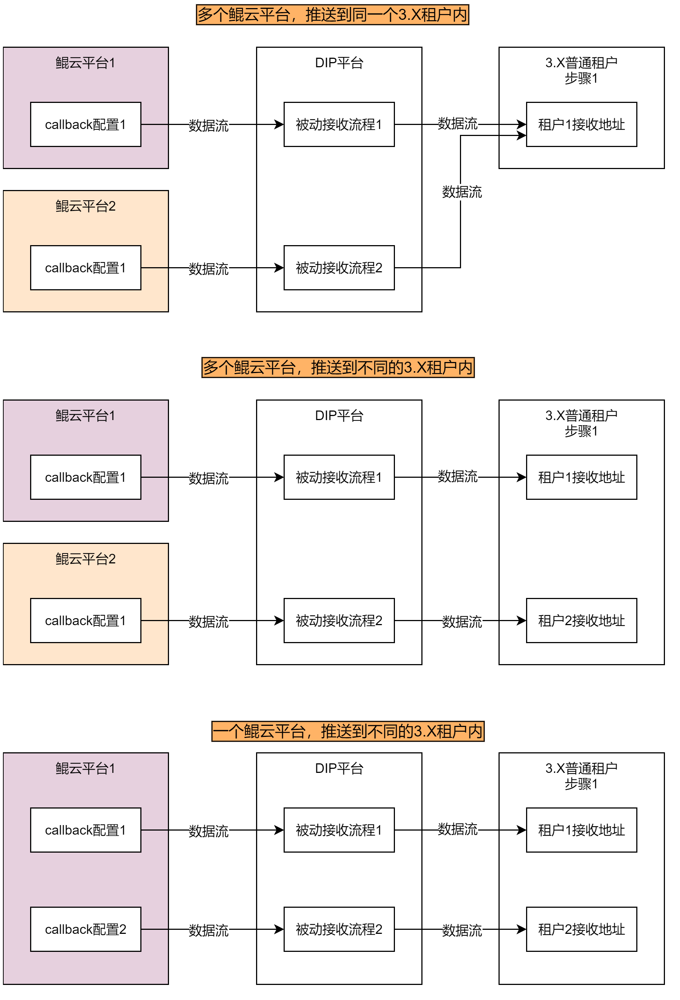 多个鲲云平台，推送到同一个3.X租户内
鲲云平台1
DIP平台
3.X普通租户
步骤1
callback配置1
数据流
被动接收流程1
数据流
租户1接收地址
数据流
鲲云平台2
callback配置1
数据流
被动接收流程2
多个鲲云平台，推送到不同的3.X租户内
鲲云平台1
DIP平台
3.X普通租户
步骤1
callback配置1
数据流
被动接收流程1
数据流
租户1接收地址
鲲云平台2
callback配置1
数据流
被动接收流程2
数据流
租户2接收地址
一个鲲云平台，推送到不同的3.X租户内
鲲云平台1
DIP平台
3.X普通租户
步骤1
callback配置1
数据流
被动接收流程1
数据流
租户1接收地址
callback配置2
数据流
被动接收流程2
数据流
租户2接收地址